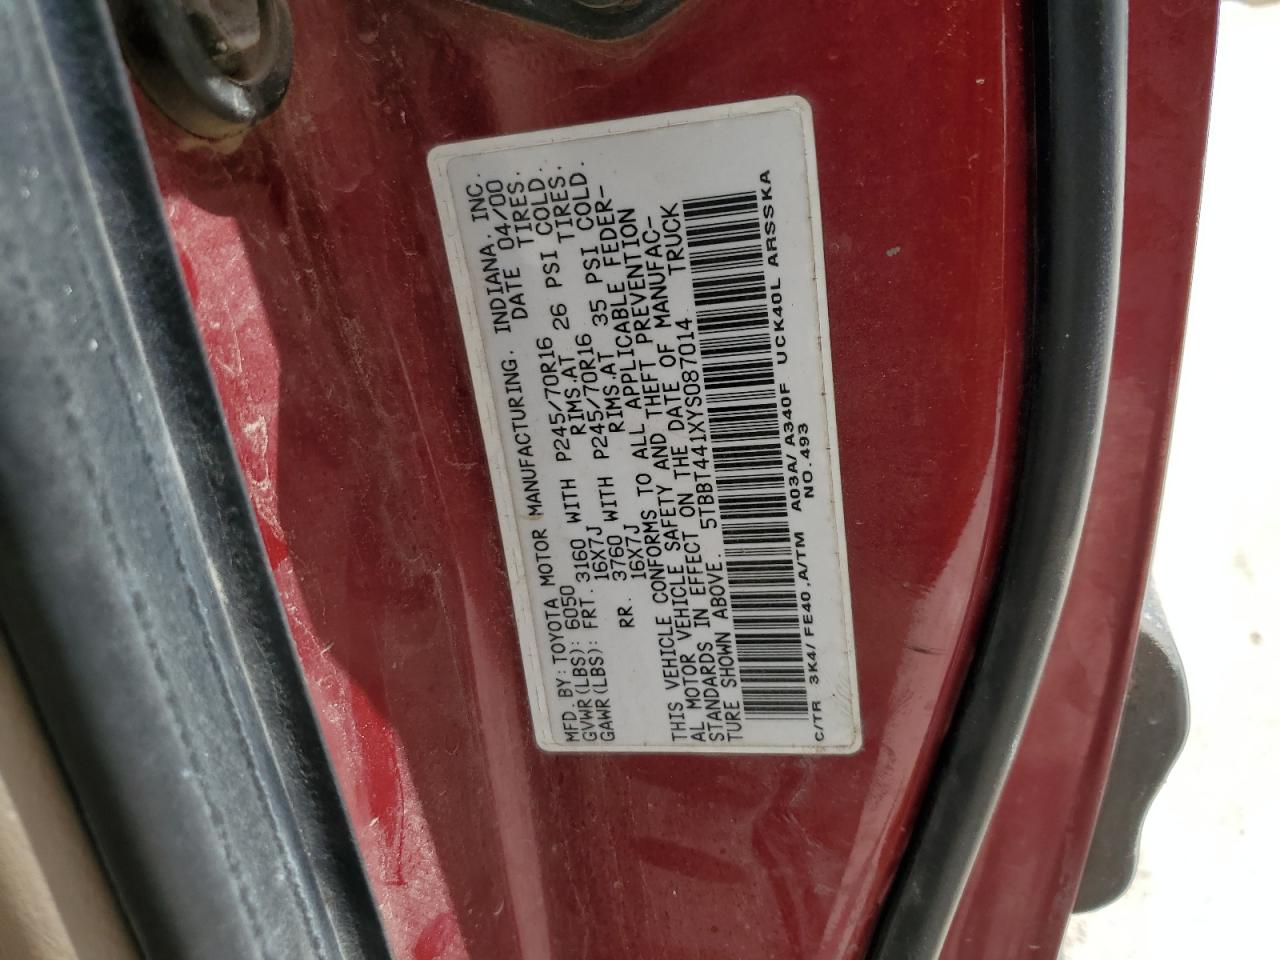 MFD. BY: TOYOTA MOTOR MANUFACTURING. INDIANA, INC.
GVWR(LBS): 6050 DATE 04/00
GAWR(LBS): FRT. 3160 WITH P245/70R16 TIRES.
16X7J RIMS,AT 26 PSI COLD.
RR. 3760 WITH P245/70R16 TIRES.
16X7J RIMS,AT 35 PSI COLD.
THIS VEHICLE CONFORMS TO ALL APPLICABLE FEDER-
AL MOTOR VEHICLE SAFETY AND THEFT PREVENTION
STANDARDS IN EFFECT ON THE DATE OF MANUFAC-
TURE SHOWN ABOVE. 5TBBT441XYS087014 TRUCK
C/TR 3K4/FE40,A/TM A03A/A340F UCK40L ARSSKA
NO.493